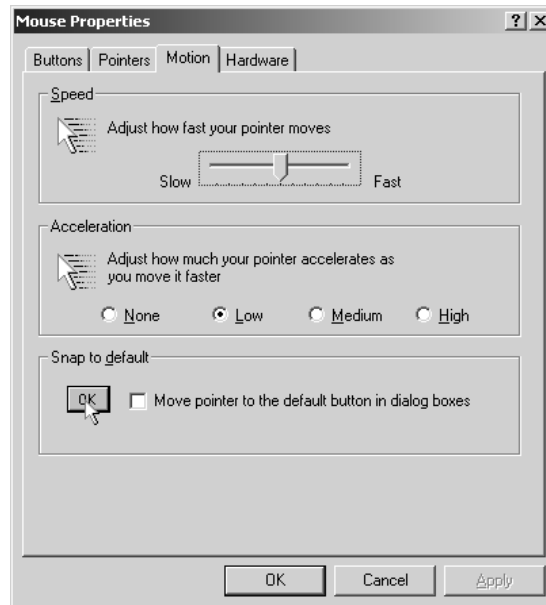 Mouse Properties
Buttons Pointers Motion Hardware
Speed
Adjust how fast your pointer moves
Slow Fast
Acceleration
Adjust how much your pointer accelerates as
you move it faster
None Low Medium High
Snap to default
OK Move pointer to the default button in dialog boxes
OK Cancel Apply